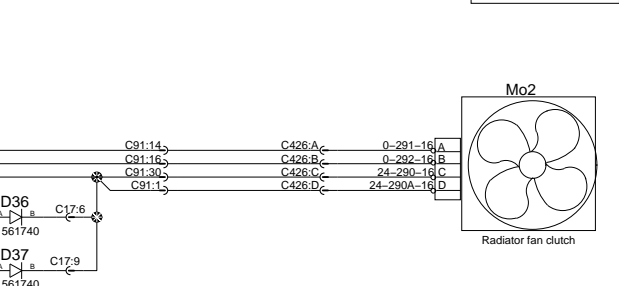 Mo2
C91:14 C426:A 0-291-16 A
C91:16 C426:B 0-292-16 B
C91:30 C426:C 24-290-16 C
C91:1 C426:D 24-290A-16 D
D36
A B C17:6
561740
Radiator fan clutch
D37
A B C17:9
561740